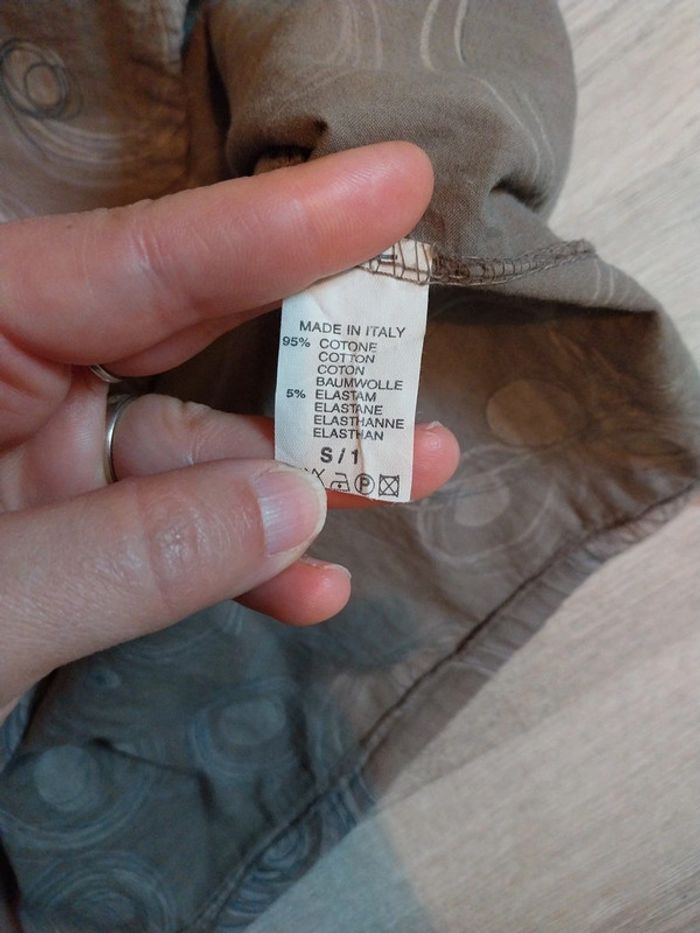 MADE IN ITALY
95% COTONE
COTTON
COTON
BAUMWOLLE
5% ELASTAM
ELASTANE
ELASTHANNE
ELASTHAN
S / 1
P